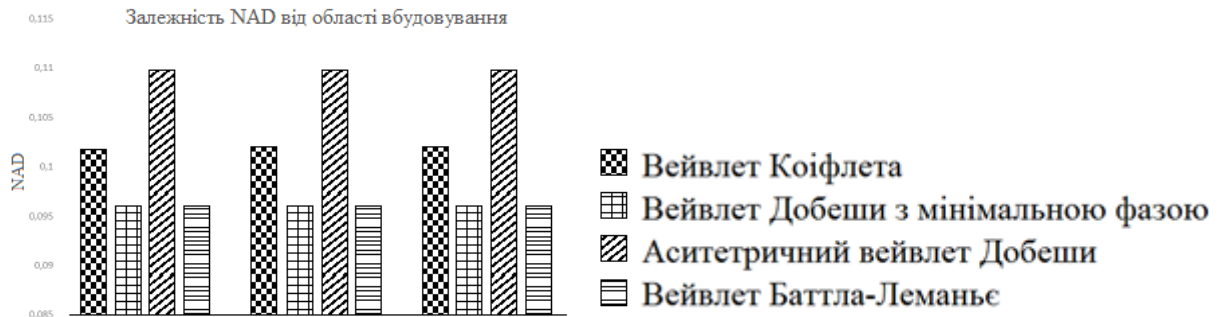 Залежність NAD від області вбудовування
0,115
0,11
0,105
0,1
0,095
0,09
0,085
NAD
Вейвлет Коіфлета
Вейвлет Добеши з мінімальною фазою
Аситетричний вейвлет Добеши
Вейвлет Баттла-Леманьє